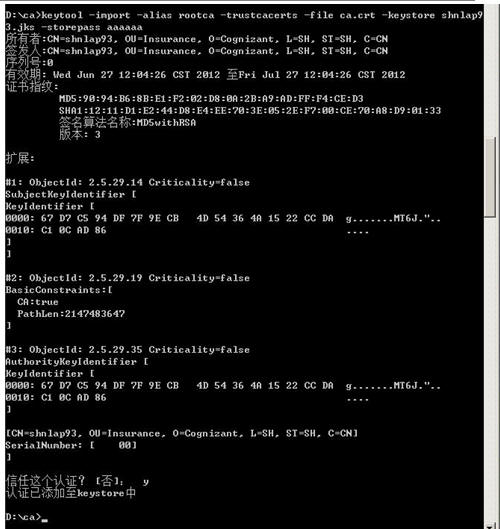 D:\ca>keytool -import -alias rootca -trustcacerts -file ca.crt -keystore shnlap9
3.jks -storepass aaaaaa
所有者:CN=shnlap93, OU=Insurance, O=Cognizant, L=SH, ST=SH, C=CN
签发人:CN=shnlap93, OU=Insurance, O=Cognizant, L=SH, ST=SH, C=CN
序列号:0
有效期: Wed Jun 27 12:04:26 CST 2012 至Fri Jul 27 12:04:26 CST 2012
证书指纹:
MD5:90:94:B6:8B:E1:F2:02:D8:0A:2B:A9:AD:FF:F4:CE:D3
SHA1:12:11:D1:E2:44:D8:E4:EE:70:3E:05:2E:F7:00:CE:70:A8:D9:01:33
签名算法名称:MD5withRSA
版本: 3
扩展:
#1: ObjectId: 2.5.29.14 Criticality=false
SubjectKeyIdentifier [
KeyIdentifier [
0000: 67 D7 C5 94 DF 7F 9E CB 4D 54 36 4A 15 22 CC DA g.......MT6J."..
0010: C1 0C AD 86 ....
]
]
#2: ObjectId: 2.5.29.19 Criticality=false
BasicConstraints:[
CA:true
PathLen:2147483647
]
#3: ObjectId: 2.5.29.35 Criticality=false
AuthorityKeyIdentifier [
KeyIdentifier [
0000: 67 D7 C5 94 DF 7F 9E CB 4D 54 36 4A 15 22 CC DA g.......MT6J."..
0010: C1 0C AD 86 ....
]
[CN=shnlap93, OU=Insurance, O=Cognizant, L=SH, ST=SH, C=CN]
SerialNumber: [ 00]
]
信任这个认证? [否]: y
认证已添加至keystore中
D:\ca>_